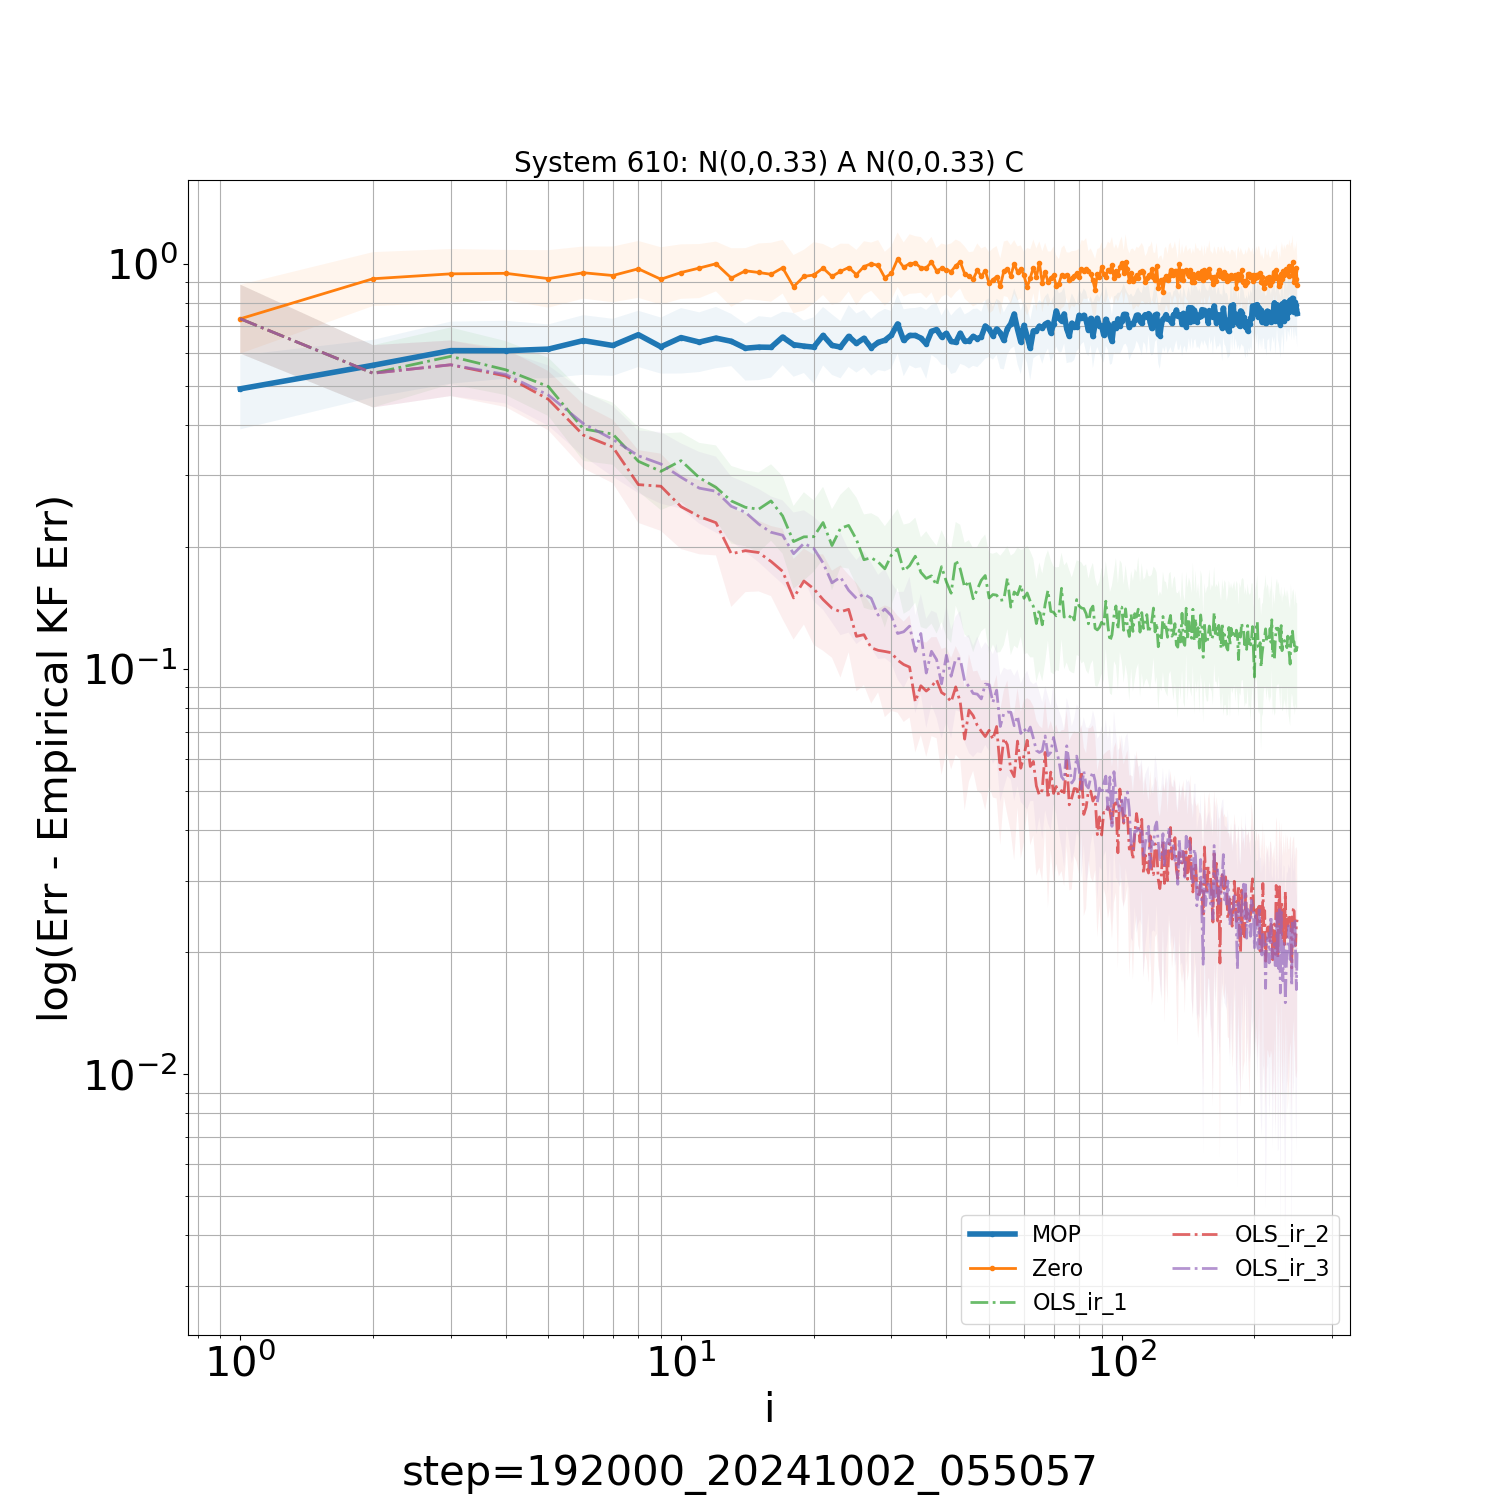 System 610: N(0,0.33) A N(0,0.33) C
log(Err - Empirical KF Err)
10⁰
10⁻¹
10⁻²
MOP
Zero
OLS_ir_1
OLS_ir_2
OLS_ir_3
10⁰ 10¹ 10²
i
step=192000_20241002_055057